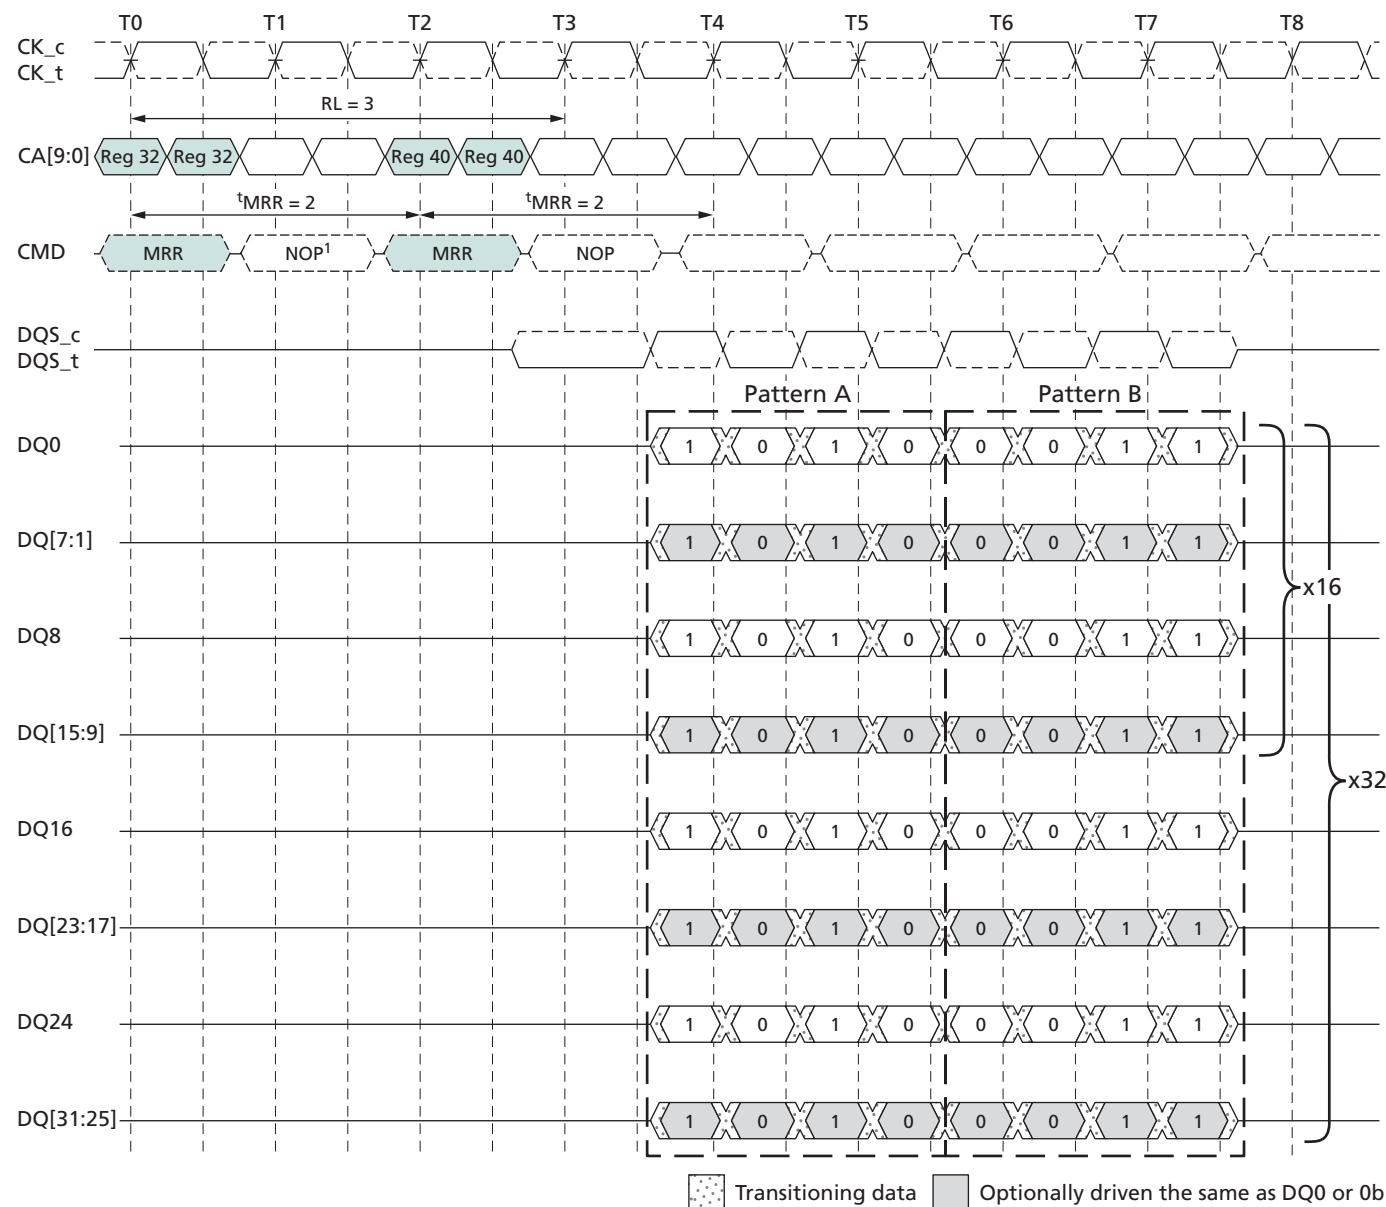 T0 T1 T2 T3 T4 T5 T6 T7 T8
CK_c
CK_t
RL = 3
CA[9:0] Reg 32 Reg 32 Reg 40 Reg 40
tMRR = 2 tMRR = 2
CMD MRR NOP1 MRR NOP
DQS_c
DQS_t
Pattern A Pattern B
DQ0 1 0 1 0 0 0 1 1
DQ[7:1] 1 0 1 0 0 0 1 1
x16
DQ8 1 0 1 0 0 0 1 1
DQ[15:9] 1 0 1 0 0 0 1 1
x32
DQ16 1 0 1 0 0 0 1 1
DQ[23:17] 1 0 1 0 0 0 1 1
DQ24 1 0 1 0 0 0 1 1
DQ[31:25] 1 0 1 0 0 0 1 1
Transitioning data Optionally driven the same as DQ0 or 0b